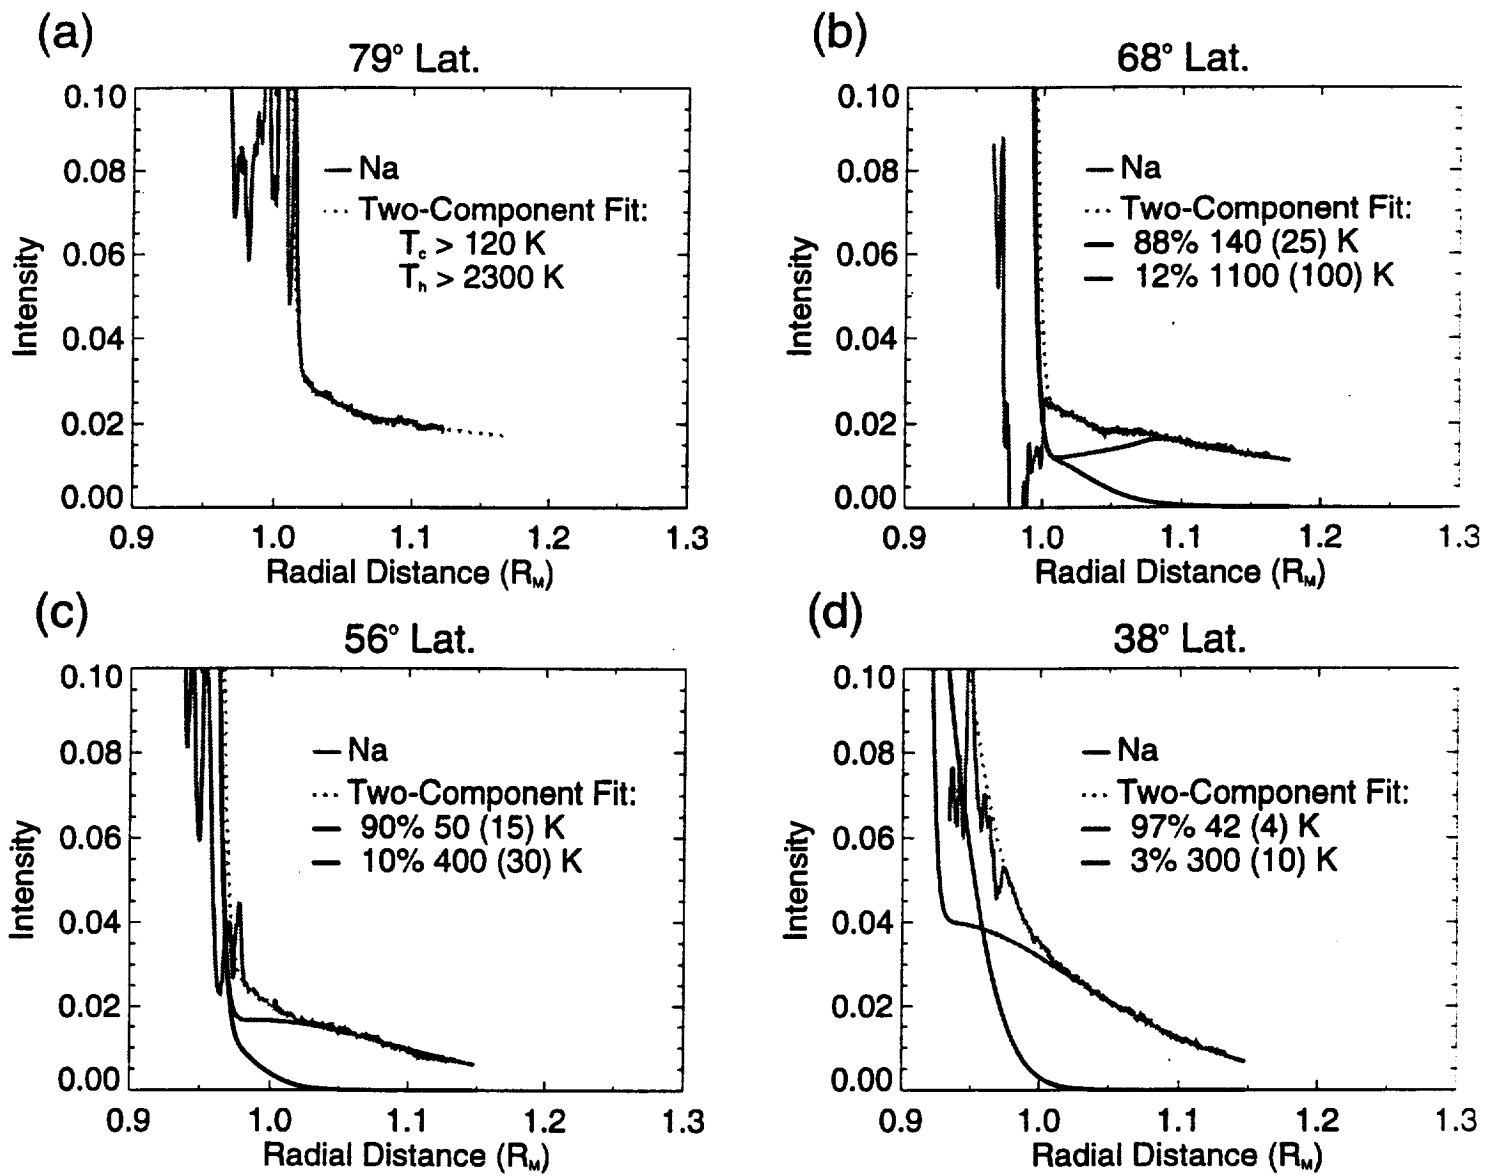 (a)
79° Lat.
0.10
0.08
0.06
0.04
0.02
0.00
Intensity
Na
Two-Component Fit:
Tc > 120 K
Th > 2300 K
0.9 1.0 1.1 1.2 1.3
Radial Distance (RM)
(b)
68° Lat.
0.10
0.08
0.06
0.04
0.02
0.00
Intensity
Na
Two-Component Fit:
88% 140 (25) K
12% 1100 (100) K
0.9 1.0 1.1 1.2 1.3
Radial Distance (RM)
(c)
56° Lat.
0.10
0.08
0.06
0.04
0.02
0.00
Intensity
Na
Two-Component Fit:
90% 50 (15) K
10% 400 (30) K
0.9 1.0 1.1 1.2 1.3
Radial Distance (RM)
(d)
38° Lat.
0.10
0.08
0.06
0.04
0.02
0.00
Intensity
Na
Two-Component Fit:
97% 42 (4) K
3% 300 (10) K
0.9 1.0 1.1 1.2 1.3
Radial Distance (RM)